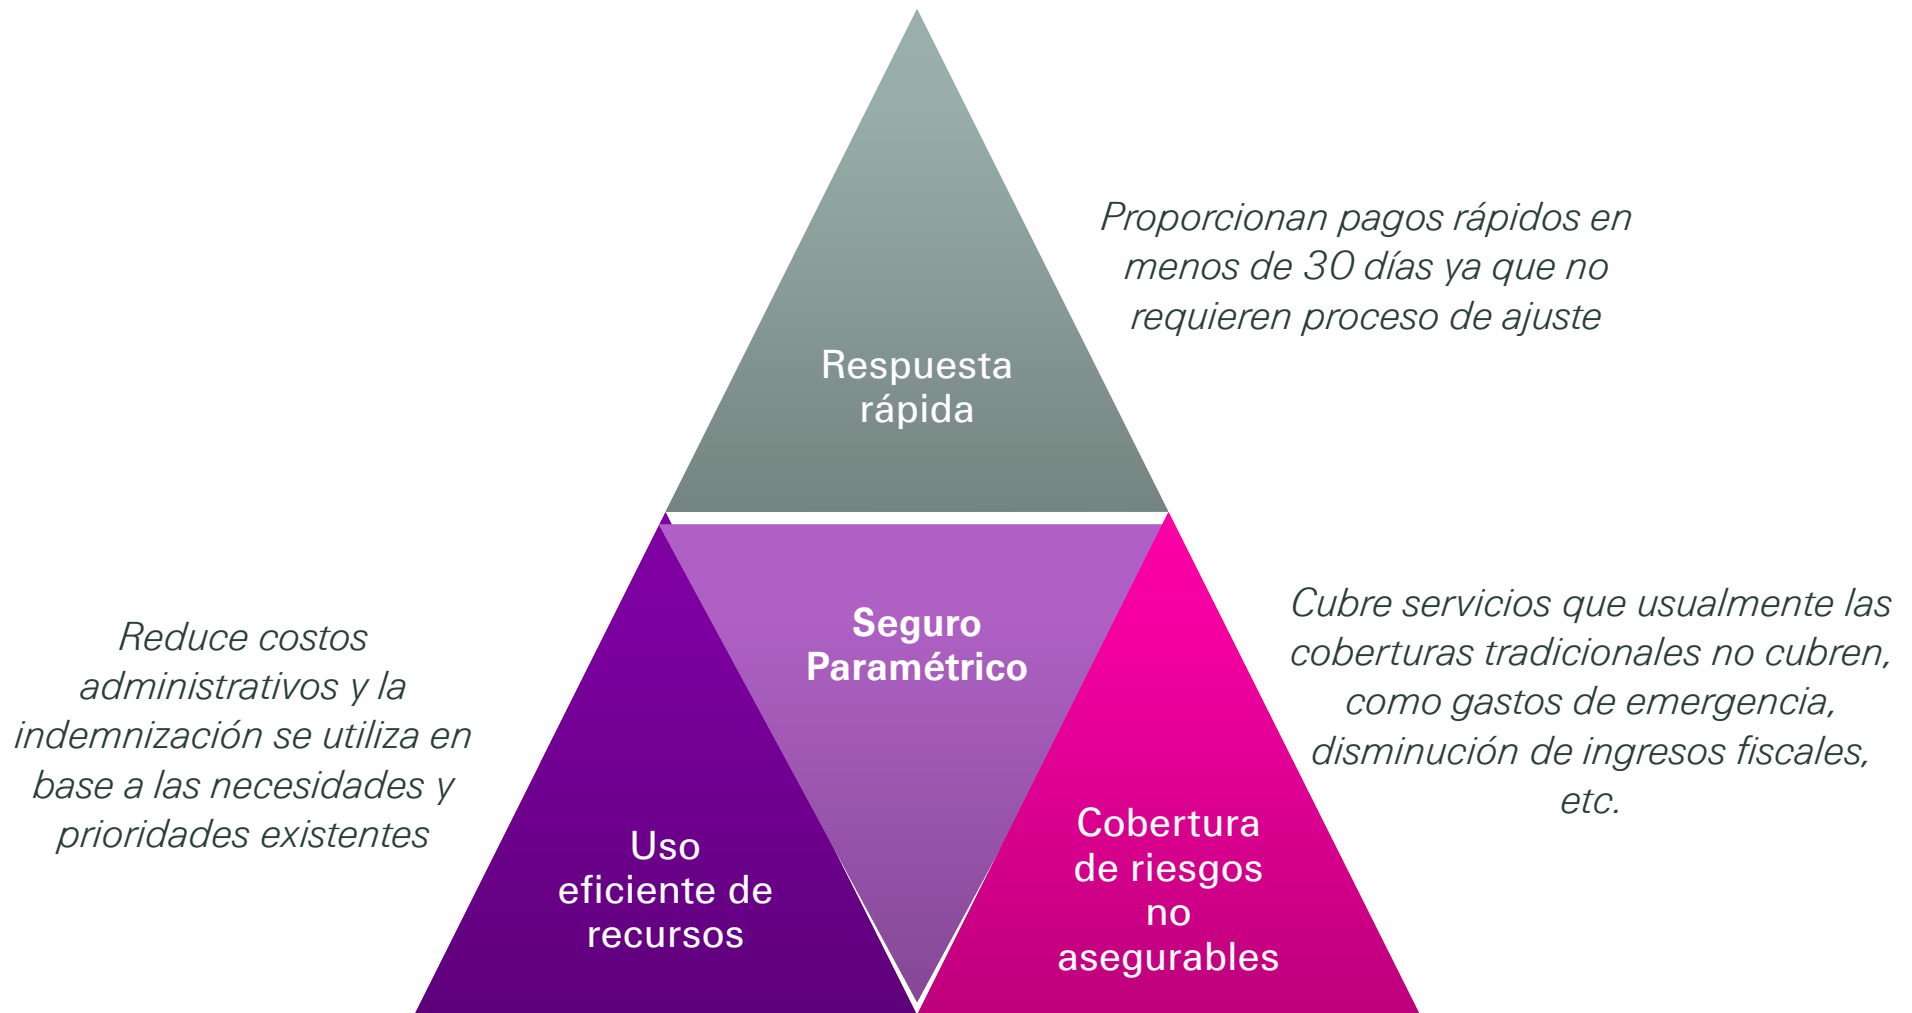 Proporcionan pagos rápidos en
menos de 30 días ya que no
requieren proceso de ajuste
Respuesta
rápida
Seguro
Paramétrico
Reduce costos
administrativos y la
indemnización se utiliza en
base a las necesidades y
prioridades existentes
Uso
eficiente de
recursos
Cubre servicios que usualmente las
coberturas tradicionales no cubren,
como gastos de emergencia,
disminución de ingresos fiscales,
etc.
Cobertura
de riesgos
no
asegurables